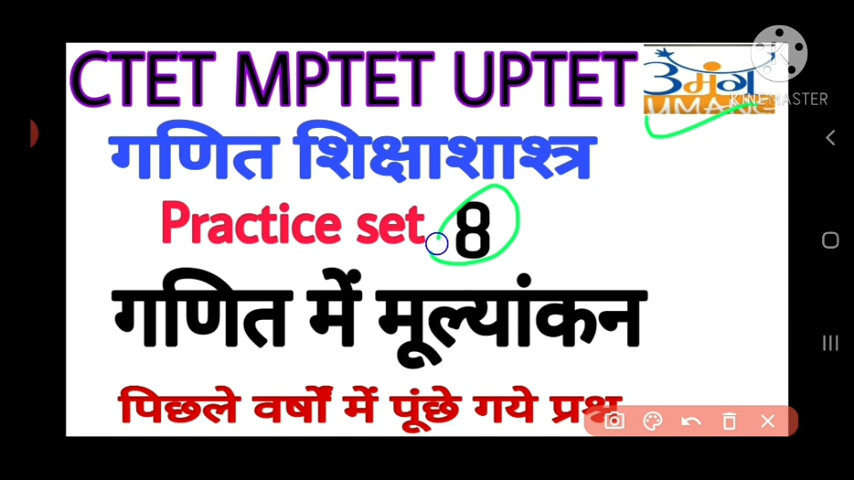 CTET MPTET UPTET
उमंग
UMANG
KINEMASTER
गणित शिक्षाशाश्त्र
Practice set 8
गणित में मूल्यांकन
पिछले वर्षों में पूंछे गये प्रश्न